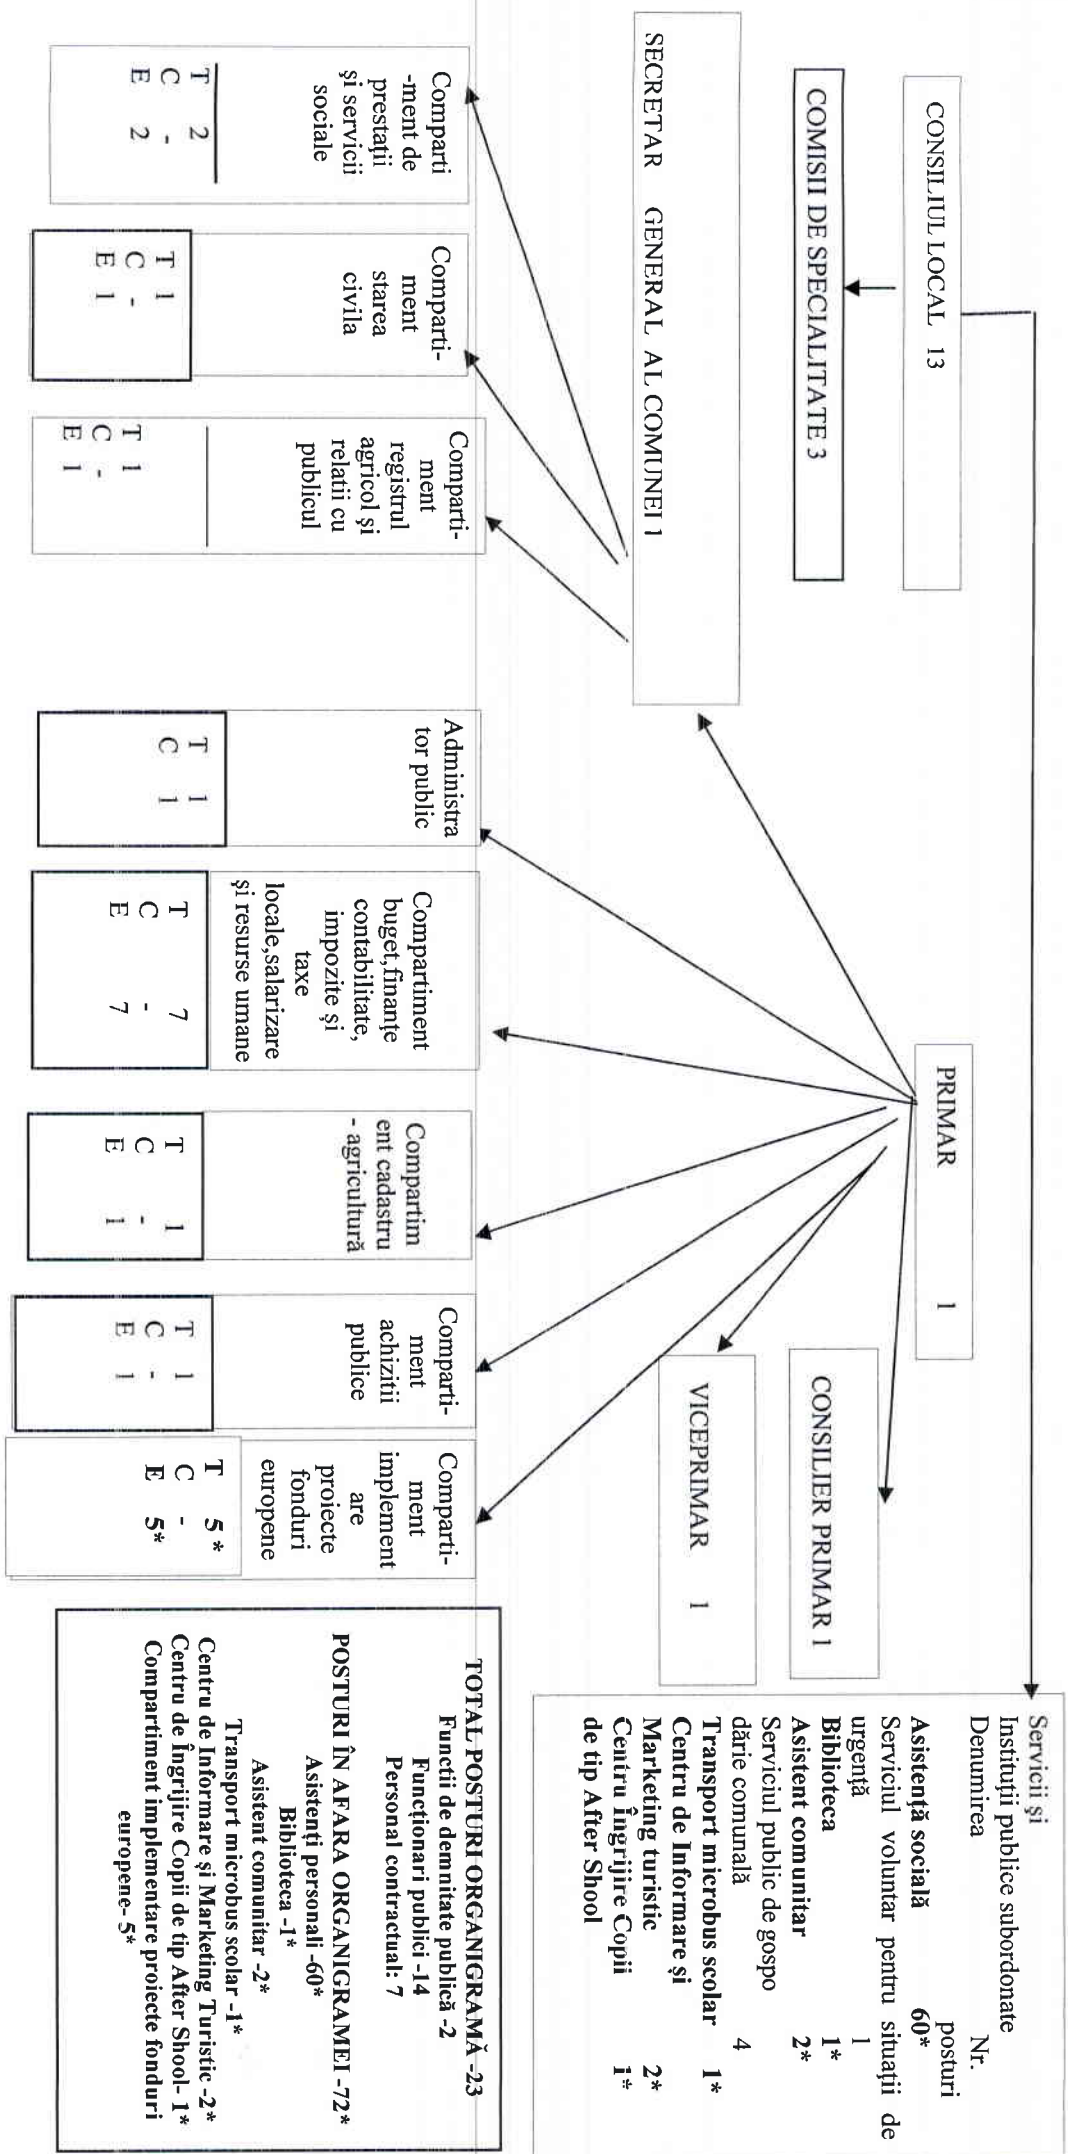 CONSILIUL LOCAL 13
COMISII DE SPECIALITATE 3
PRIMAR 1
CONSILIER PRIMAR 1
VICEPRIMAR 1
SECRETAR GENERAL AL COMUNEI 1
Servicii și
Instituții publice subordonate
Denumirea Nr.
posturi
Asistență socială 60*
Serviciul voluntar pentru situații de
urgență 1
Biblioteca 1*
Asistent comunitar 2*
Serviciul public de gospo
dărie comunală 4
Transport microbus scolar 1*
Centru de Informare și
Marketing turistic 2*
Centru Îngrijire Copii 1*
de tip After Shool
Comparti
-ment de
prestații
și servicii
sociale
T 2
C -
E 2
Comparti-
ment
starea
civila
T 1
C -
E 1
Comparti-
ment
registrul
agricol și
relatii cu
publicul
T 1
C -
E 1
Administra
tor public
T 1
C 1
Compartiment
buget,finanțe
contabilitate,
impozite și
taxe
locale,salarizare
și resurse umane
T 7
C -
E 7
Compartim
ent cadastru
- agricultură
T 1
C -
E 1
Comparti-
ment
achizitii
publice
T 1
C -
E 1
Comparti-
ment
implement
are
proiecte
fonduri
europene
T 5*
C -
E 5*
TOTAL POSTURI ORGANIGRAMĂ -23
Functii de demnitate publică -2
Funcționari publici -14
Personal contractual: 7
POSTURI ÎN AFARA ORGANIGRAMEI -72*
Asistenți personali -60*
Biblioteca -1*
Asistent comunitar -2*
Transport microbus scolar -1*
Centru de Informare și Marketing Turistic -2*
Centru de Îngrijire Copii de tip After Shool- 1*
Compartiment implementare proiecte fonduri
europene- 5*